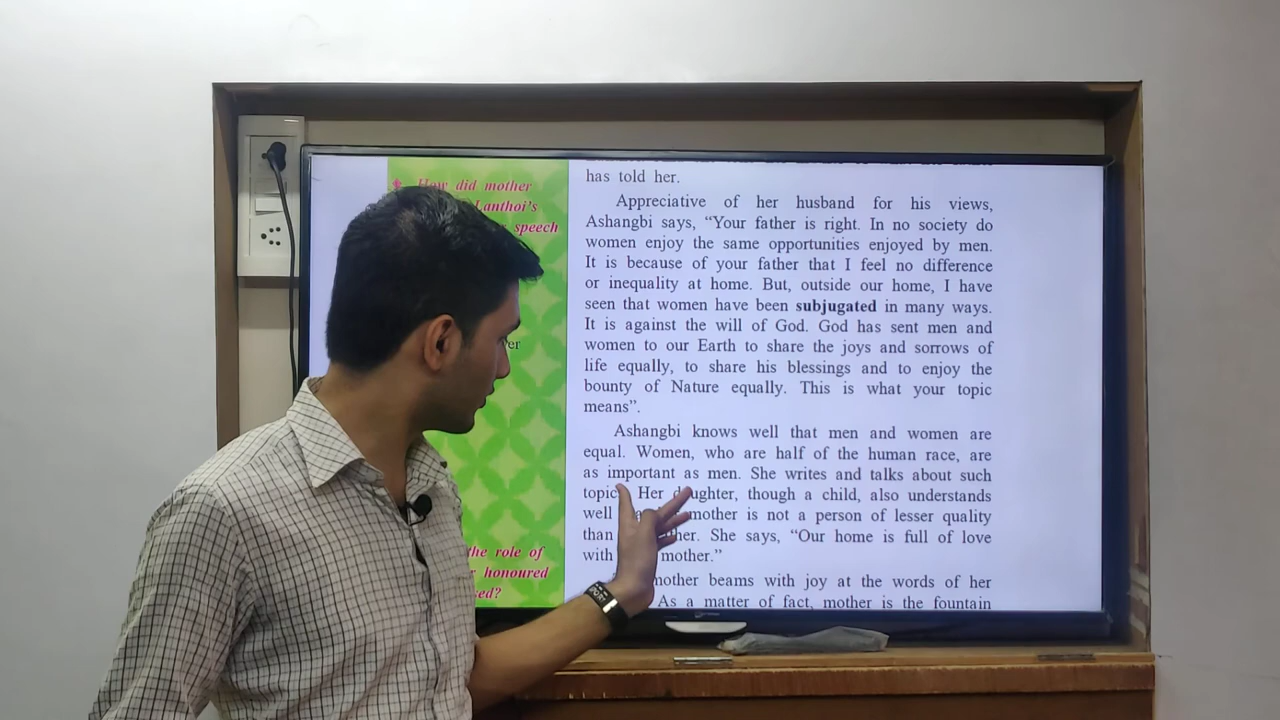 How did mother
Lanthoi's
speech
the role of
honoured
has told her.
Appreciative of her husband for his views,
Ashangbi says, “Your father is right. In no society do
women enjoy the same opportunities enjoyed by men.
It is because of your father that I feel no difference
or inequality at home. But, outside our home, I have
seen that women have been subjugated in many ways.
It is against the will of God. God has sent men and
women to our Earth to share the joys and sorrows of
life equally, to share his blessings and to enjoy the
bounty of Nature equally. This is what your topic
means”.
Ashangbi knows well that men and women are
equal. Women, who are half of the human race, are
as important as men. She writes and talks about such
Her daughter, though a child, also understands
well mother is not a person of lesser quality
than She says, “Our home is full of love
with mother.”
mother beams with joy at the words of her
As a matter of fact, mother is the fountain